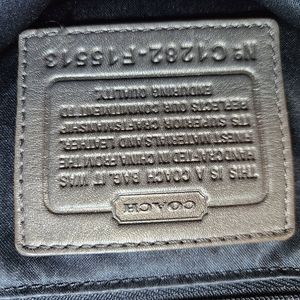 COACH
THIS IS A COACH BAG. IT WAS
HANDCRAFTED IN CHINA FROM THE
FINEST MATERIALS AND LEATHER.
ITS SUPERIOR CRAFTSMANSHIP
REFLECTS OUR COMMITMENT TO
ENDURING QUALITY.
Nº C1282-F15513